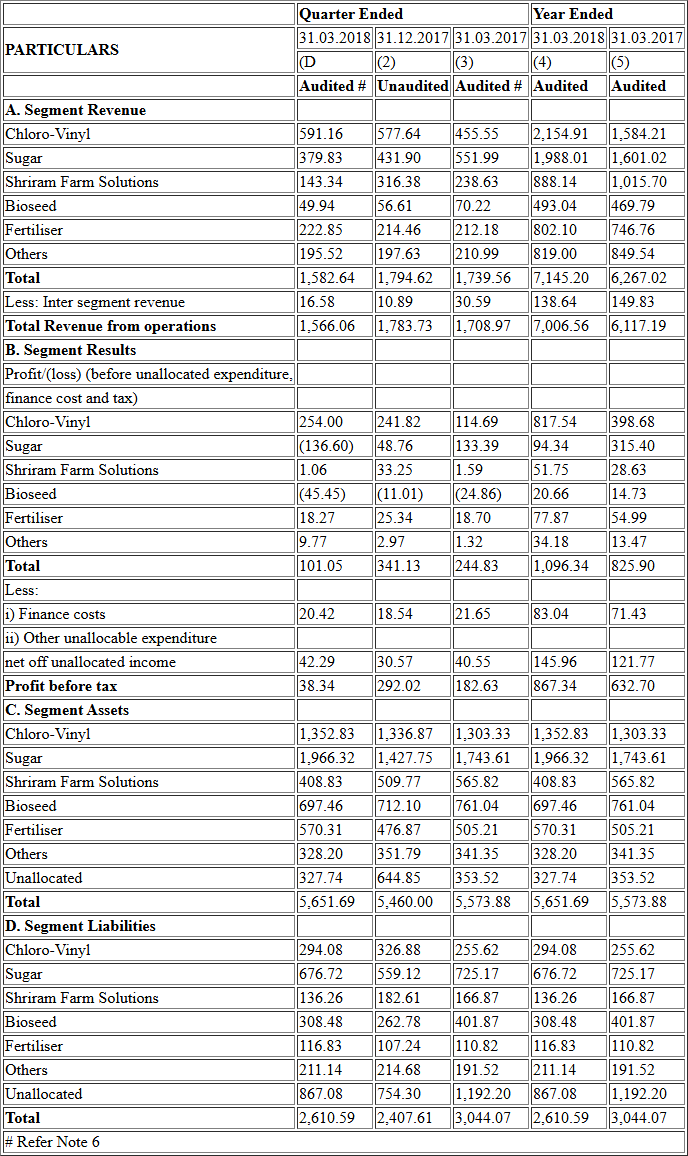 Quarter Ended Year Ended
PARTICULARS
31.03.2018 31.12.2017 31.03.2017 31.03.2018 31.03.2017
(D (2) (3) (4) (5)
Audited # Unaudited Audited # Audited Audited
A. Segment Revenue
Chloro-Vinyl 591.16 577.64 455.55 2,154.91 1,584.21
Sugar 379.83 431.90 551.99 1,988.01 1,601.02
Shriram Farm Solutions 143.34 316.38 238.63 888.14 1,015.70
Bioseed 49.94 56.61 70.22 493.04 469.79
Fertiliser 222.85 214.46 212.18 802.10 746.76
Others 195.52 197.63 210.99 819.00 849.54
Total 1,582.64 1,794.62 1,739.56 7,145.20 6,267.02
Less: Inter segment revenue 16.58 10.89 30.59 138.64 149.83
Total Revenue from operations 1,566.06 1,783.73 1,708.97 7,006.56 6,117.19
B. Segment Results
Profit/(loss) (before unallocated expenditure,
finance cost and tax)
Chloro-Vinyl 254.00 241.82 114.69 817.54 398.68
Sugar (136.60) 48.76 133.39 94.34 315.40
Shriram Farm Solutions 1.06 33.25 1.59 51.75 28.63
Bioseed (45.45) (11.01) (24.86) 20.66 14.73
Fertiliser 18.27 25.34 18.70 77.87 54.99
Others 9.77 2.97 1.32 34.18 13.47
Total 101.05 341.13 244.83 1,096.34 825.90
Less:
i) Finance costs 20.42 18.54 21.65 83.04 71.43
ii) Other unallocable expenditure
net off unallocated income 42.29 30.57 40.55 145.96 121.77
Profit before tax 38.34 292.02 182.63 867.34 632.70
C. Segment Assets
Chloro-Vinyl 1,352.83 1,336.87 1,303.33 1,352.83 1,303.33
Sugar 1,966.32 1,427.75 1,743.61 1,966.32 1,743.61
Shriram Farm Solutions 408.83 509.77 565.82 408.83 565.82
Bioseed 697.46 712.10 761.04 697.46 761.04
Fertiliser 570.31 476.87 505.21 570.31 505.21
Others 328.20 351.79 341.35 328.20 341.35
Unallocated 327.74 644.85 353.52 327.74 353.52
Total 5,651.69 5,460.00 5,573.88 5,651.69 5,573.88
D. Segment Liabilities
Chloro-Vinyl 294.08 326.88 255.62 294.08 255.62
Sugar 676.72 559.12 725.17 676.72 725.17
Shriram Farm Solutions 136.26 182.61 166.87 136.26 166.87
Bioseed 308.48 262.78 401.87 308.48 401.87
Fertiliser 116.83 107.24 110.82 116.83 110.82
Others 211.14 214.68 191.52 211.14 191.52
Unallocated 867.08 754.30 1,192.20 867.08 1,192.20
Total 2,610.59 2,407.61 3,044.07 2,610.59 3,044.07
# Refer Note 6